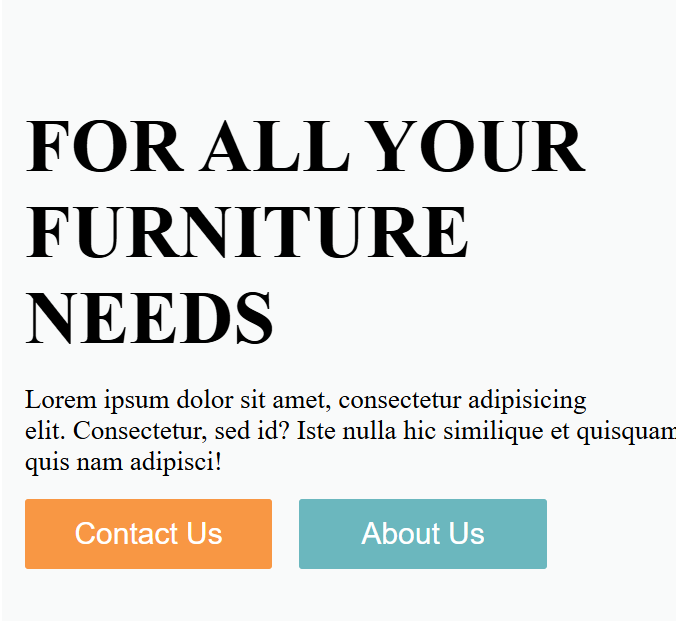 FOR ALL YOUR
FURNITURE
NEEDS
Lorem ipsum dolor sit amet, consectetur adipisicing
elit. Consectetur, sed id? Iste nulla hic similique et quisquam
quis nam adipisci!
Contact Us
About Us